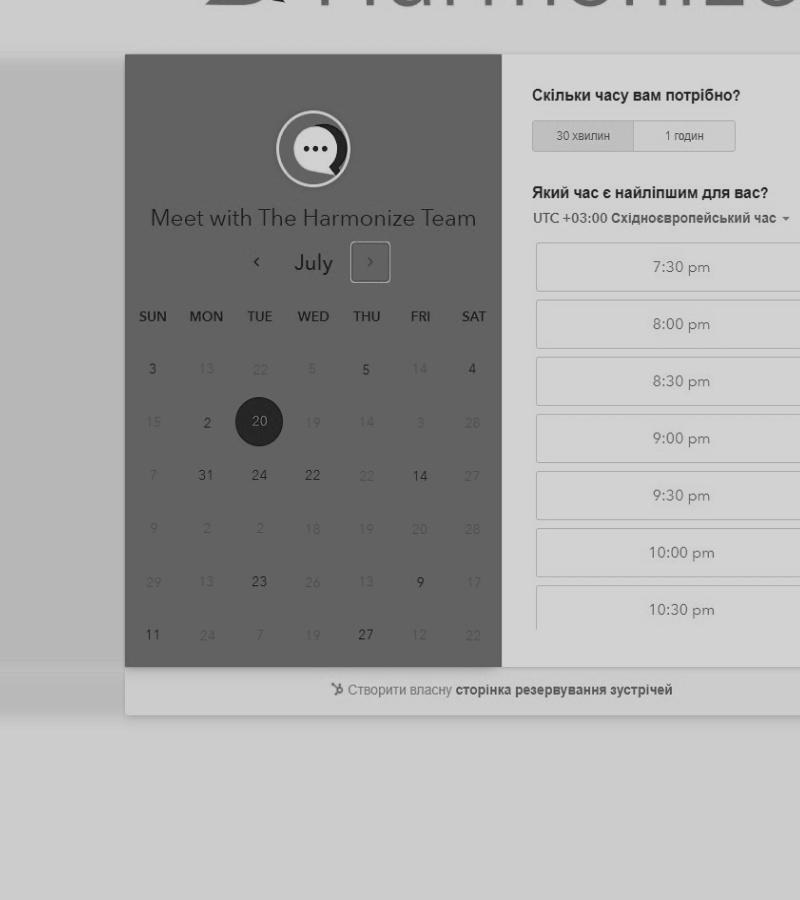 Meet with The Harmonize Team
July
SUN MON TUE WED THU FRI SAT
3 13 22 5 5 14 4
15 2 20 19 14 3 28
7 31 24 22 22 14 27
9 2 2 18 19 20 28
29 13 23 26 13 9 17
11 24 7 19 27 12 22
Скільки часу вам потрібно?
30 хвилин 1 годин
Який час є найліпшим для вас?
UTC +03:00 Східноєвропейський час
7:30 pm
8:00 pm
8:30 pm
9:00 pm
9:30 pm
10:00 pm
10:30 pm
Створити власну сторінка резервування зустрічей